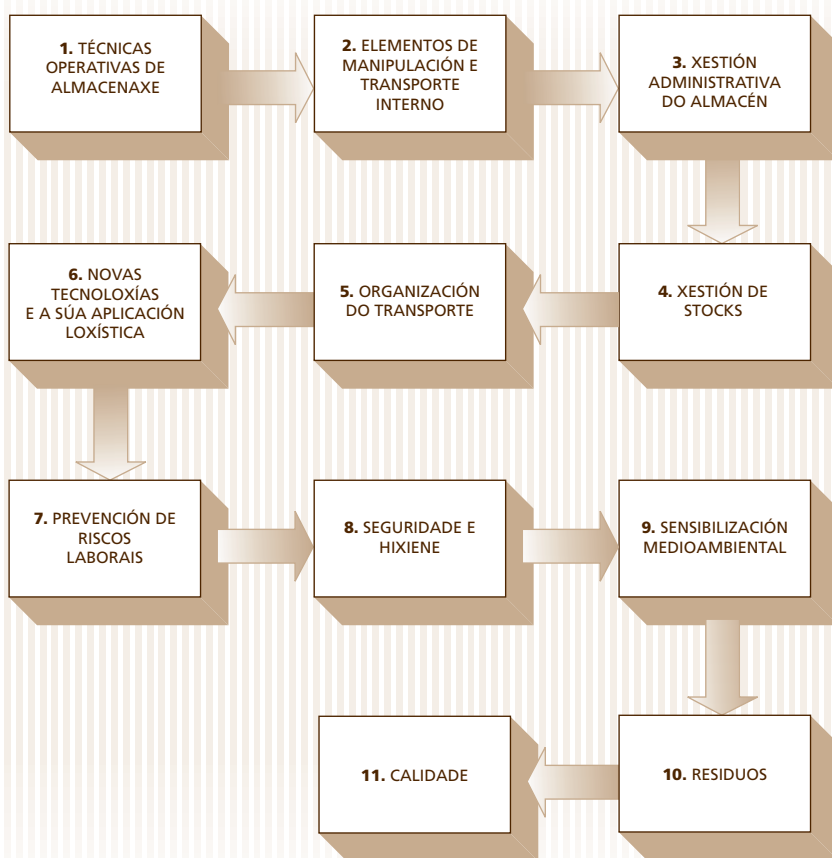 1. TÉCNICAS
OPERATIVAS DE
ALMACENAXE
2. ELEMENTOS DE
MANIPULACIÓN E
TRANSPORTE
INTERNO
3. XESTIÓN
ADMINISTRATIVA
DO ALMACÉN
4. XESTIÓN DE
STOCKS
5. ORGANIZACIÓN
DO TRANSPORTE
6. NOVAS
TECNOLOXÍAS
E A SÚA APLICACIÓN
LOXÍSTICA
7. PREVENCIÓN DE
RISCOS
LABORAIS
8. SEGURIDADE E
HIXIENE
9. SENSIBILIZACIÓN
MEDIOAMBIENTAL
10. RESIDUOS
11. CALIDADE